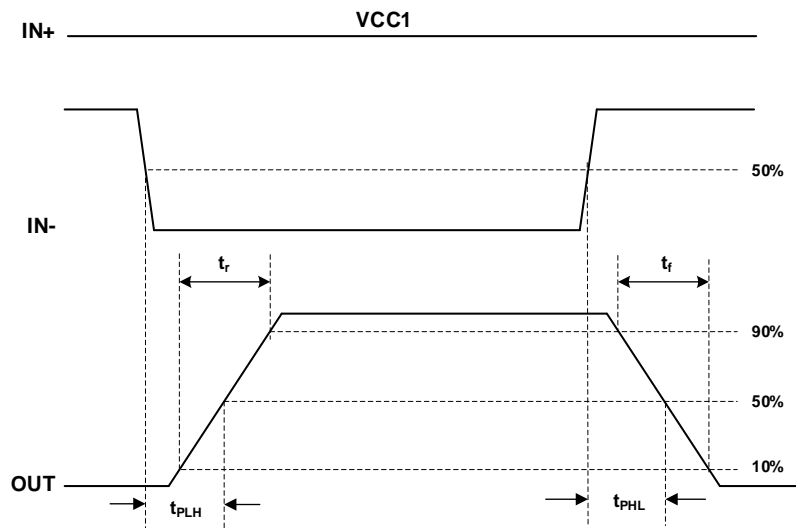 VCC1
IN+
50%
IN-
tr
tf
90%
50%
10%
OUT
tPLH
tPHL